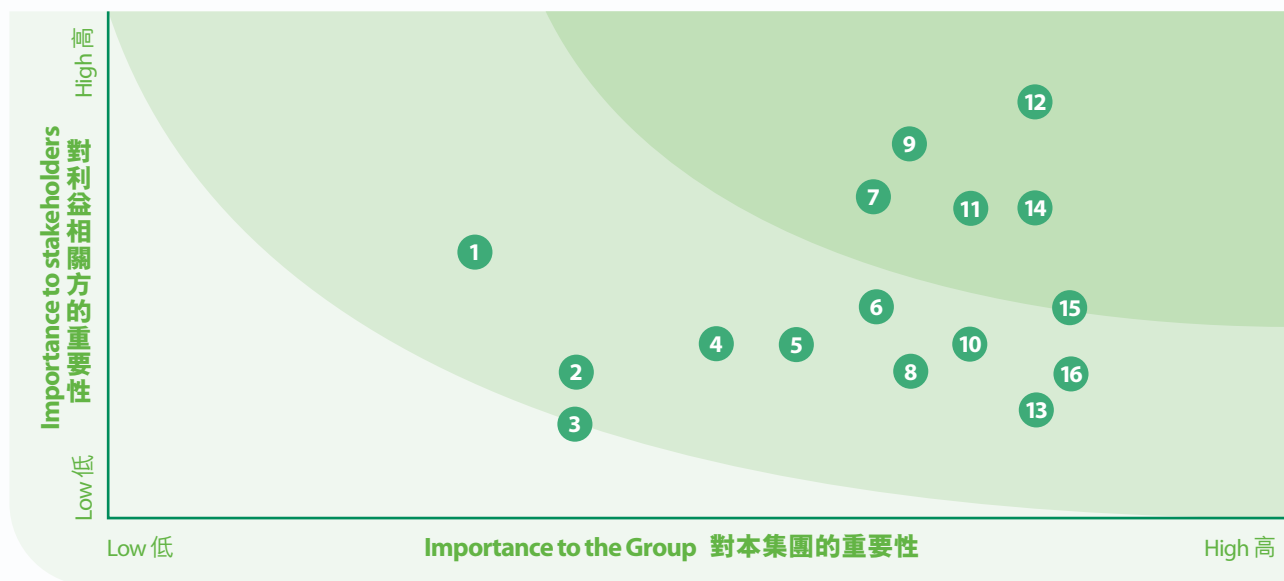 High 高
Importance to stakeholders
對利益相關方的重要性
Low 低
12
9
7
11
14
1
6
15
4
5
10
2
8
16
13
3
Low 低
Importance to the Group 對本集團的重要性
High 高